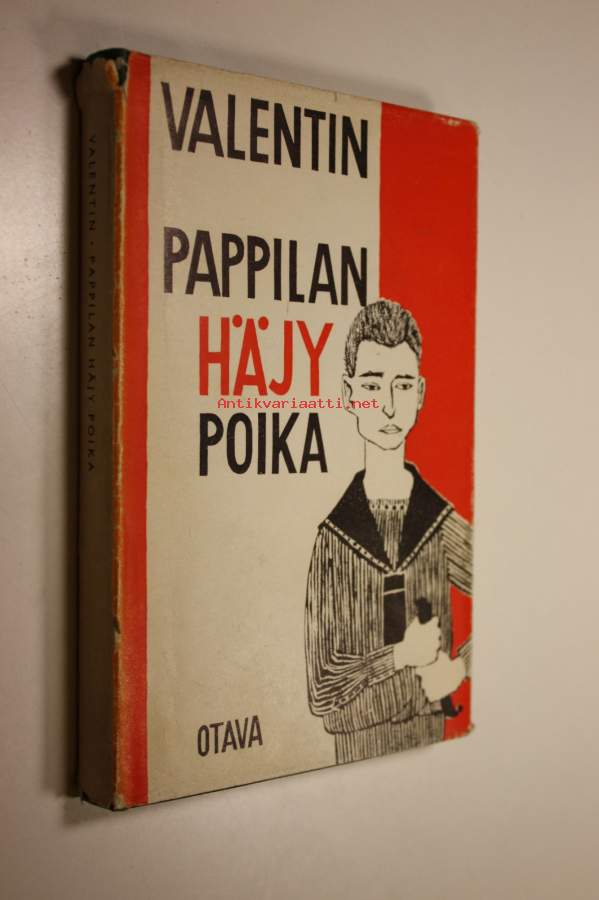 VALENTIN
PAPPILAN
HÄJY
Antikvariaatti.net
POIKA
OTAVA
VALENTIN · PAPPILAN HÄJY POIKA